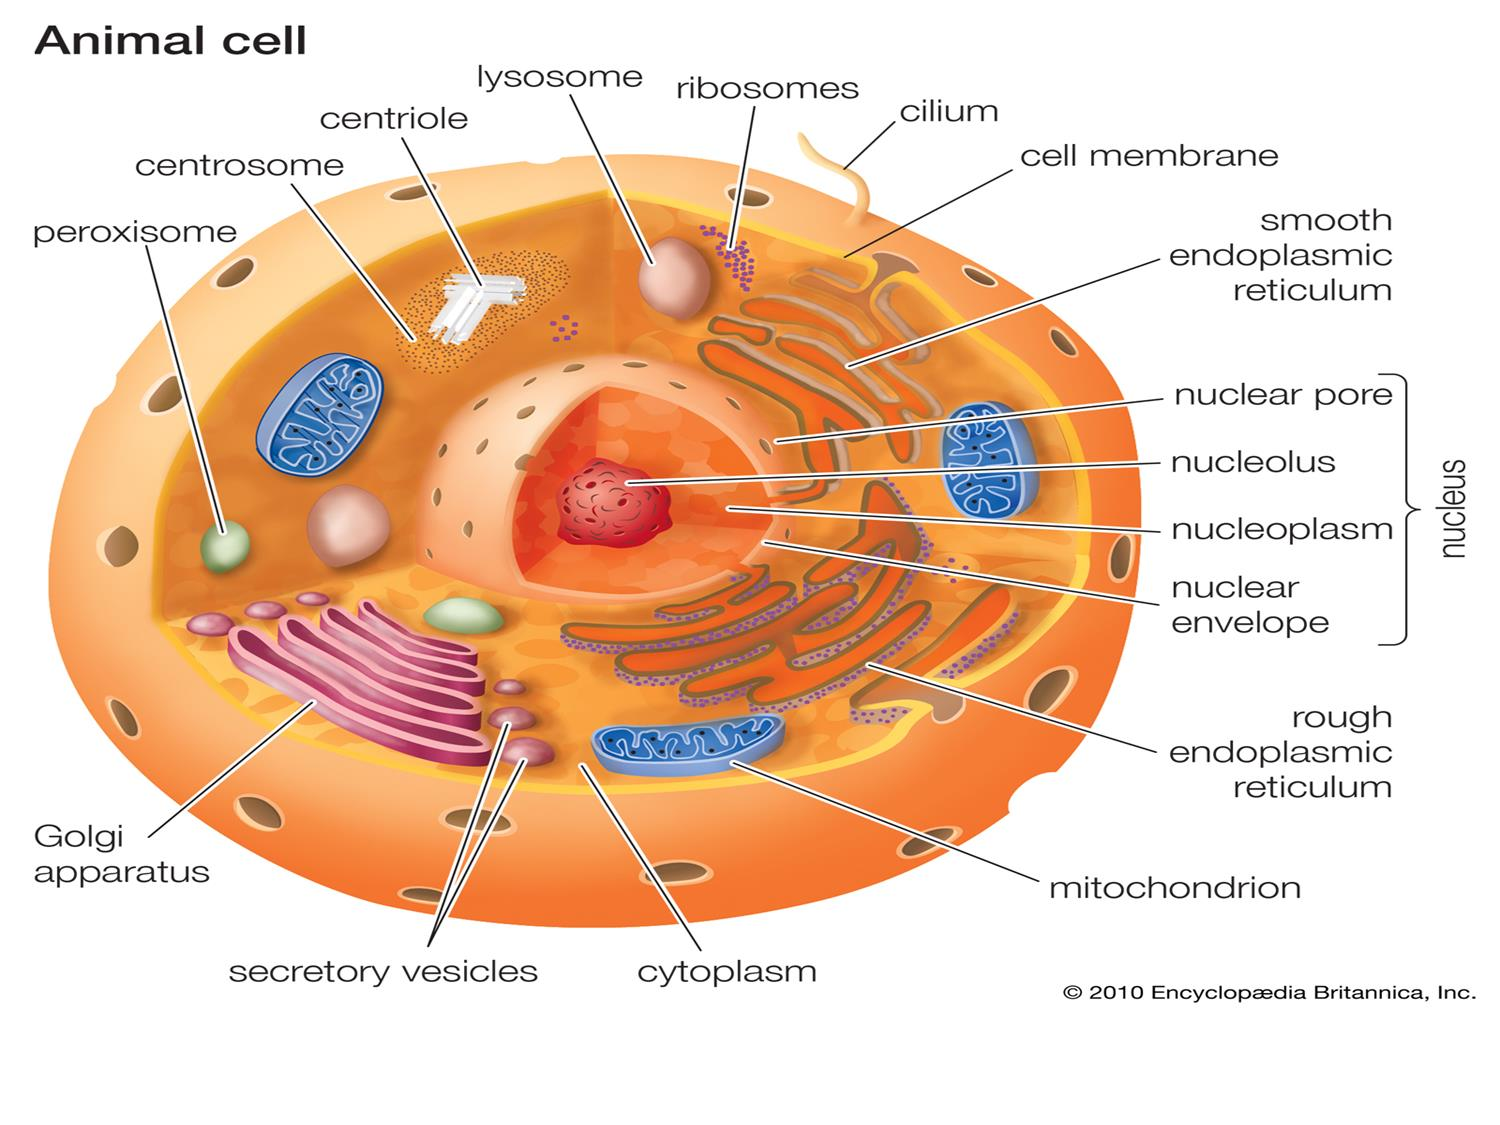 Animal cell
lysosome
ribosomes
cilium
centriole
cell membrane
centrosome
peroxisome
smooth
endoplasmic
reticulum
nuclear pore
nucleolus
nucleoplasm
nuclear
envelope
nucleus
rough
endoplasmic
reticulum
Golgi
apparatus
mitochondrion
secretory vesicles
cytoplasm
© 2010 Encyclopædia Britannica, Inc.